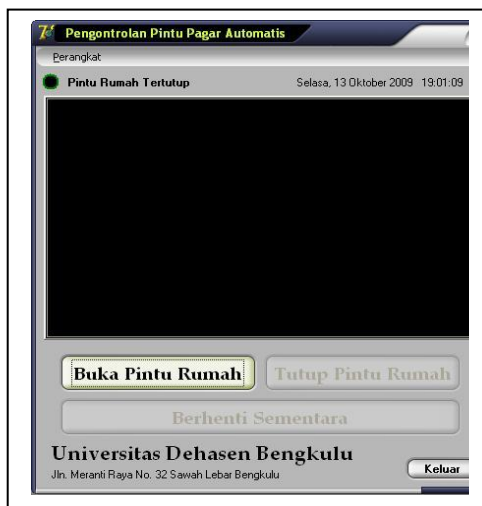 Pengontrolan Pintu Pagar Automatis
Perangkat
Pintu Rumah Tertutup Selasa, 13 Oktober 2009 19:01:09
Buka Pintu Rumah Tutup Pintu Rumah
Berhenti Sementara
Universitas Dehasen Bengkulu
Jln. Meranti Raya No. 32 Sawah Lebar Bengkulu
Keluar